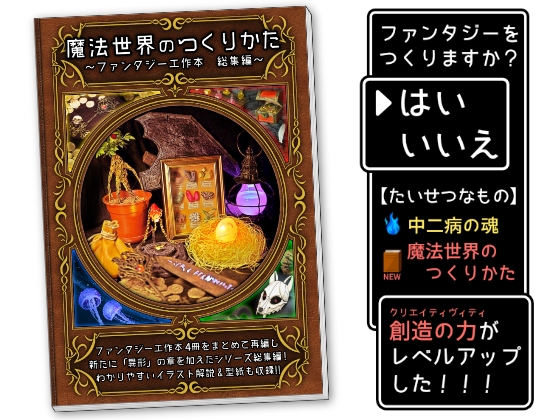 魔法世界のつくりかた
～ファンタジー工作本　総集編～
ファンタジー工作本4冊をまとめて再編し
新たに「異形」の章を加えたシリーズ総集編！
わかりやすいイラスト解説＆型紙も収録!!
ファンタジーを
つくりますか？
▶はい
いいえ
【たいせつなもの】
中二病の魂
魔法世界の
つくりかた
NEW
クリエイティヴィティ
創造の力が
レベルアップ
した！！！